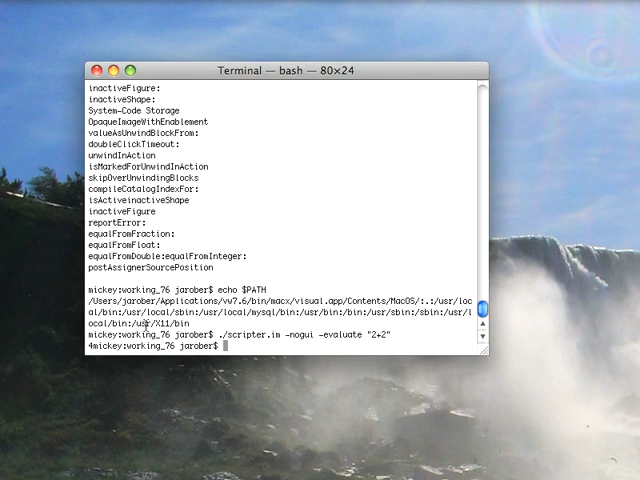 Terminal — bash — 80×24
inactiveFigure:
inactiveShape:
System-Code Storage
OpaqueImageWithEnablement
valueAsUnwindBlockFrom:
doubleClickTimeout:
unwindInAction
isMarkedForUnwindInAction
skipOverUnwindingBlocks
compileCatalogIndexFor:
isActiveinactiveShape
inactiveFigure
reportError:
equalFromFraction:
equalFromFloat:
equalFromDouble:equalFromInteger:
postAssignerSourcePosition
mickey:working_76 jarober$ echo $PATH
/Users/jarober/Applications/vw7.6/bin/macx/visual.app/Contents/MacOS/:.:/usr/loc
al/bin:/usr/local/sbin:/usr/local/mysql/bin:/usr/bin:/bin:/usr/sbin:/sbin:/usr/l
ocal/bin:/usr/X11/bin
mickey:working_76 jarober$ ./scripter.im -nogui -evaluate "2+2"
4mickey:working_76 jarober$